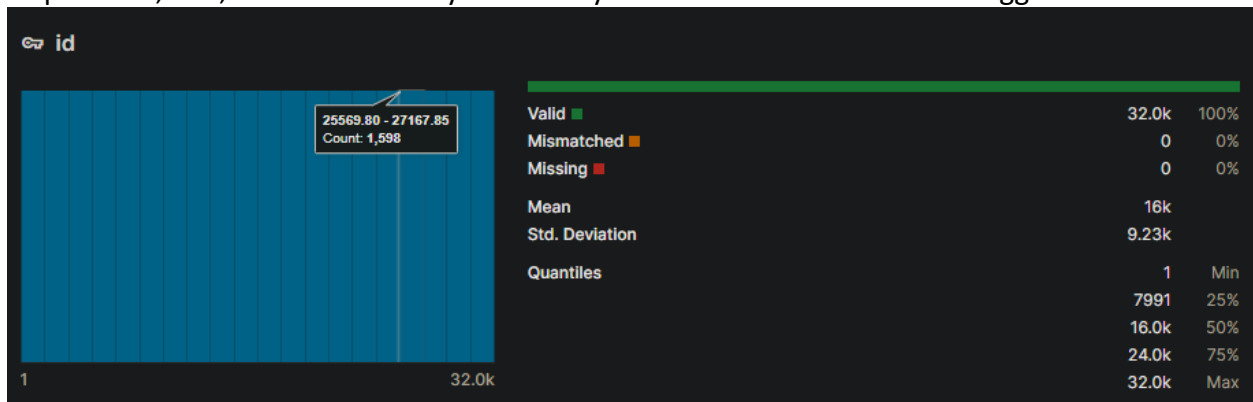 id
25569.80 - 27167.85
Count: 1,598
1 32.0k
Valid 32.0k 100%
Mismatched 0 0%
Missing 0 0%
Mean 16k
Std. Deviation 9.23k
Quantiles 1 Min
7991 25%
16.0k 50%
24.0k 75%
32.0k Max